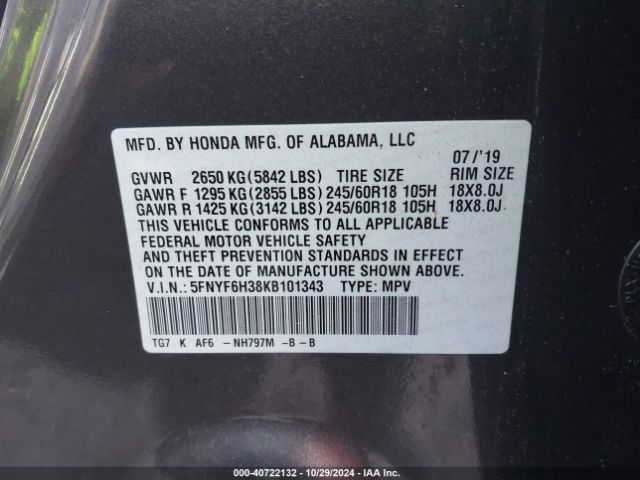 MFD. BY HONDA MFG. OF ALABAMA, LLC
07/'19
GVWR 2650 KG(5842 LBS) TIRE SIZE RIM SIZE
GAWR F 1295 KG(2855 LBS) 245/60R18 105H 18X8.0J
GAWR R 1425 KG(3142 LBS) 245/60R18 105H 18X8.0J
THIS VEHICLE CONFORMS TO ALL APPLICABLE
FEDERAL MOTOR VEHICLE SAFETY
AND THEFT PREVENTION STANDARDS IN EFFECT
ON THE DATE OF MANUFACTURE SHOWN ABOVE.
V.I.N.: 5FNYF6H38KB101343 TYPE: MPV
TG7 K AF6 -NH797M -B -B
000-40722132 - 10/29/2024 - IAA Inc.